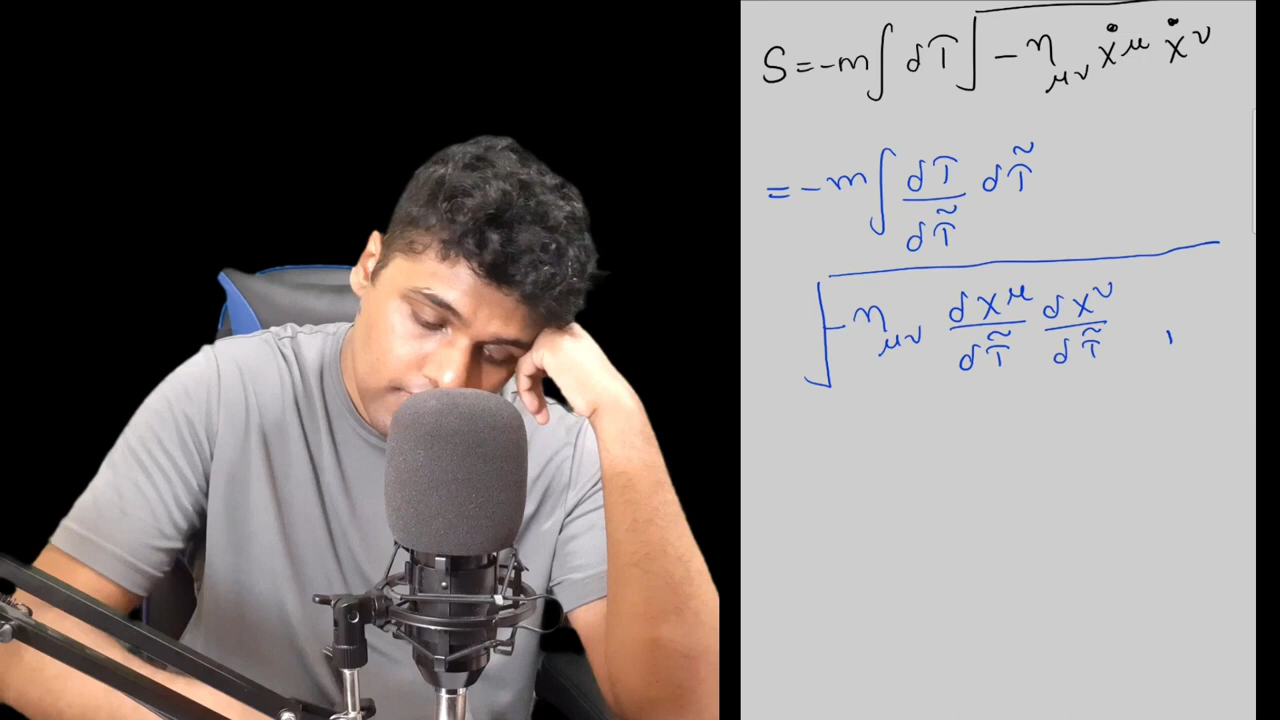 S = -m ∫ dτ √(-η_μν ẋ^μ ẋ^ν)
= -m ∫ dτ/dτ̃ dτ̃
√(-η_μν dx^μ/dτ̃ dx^ν/dτ̃) ,